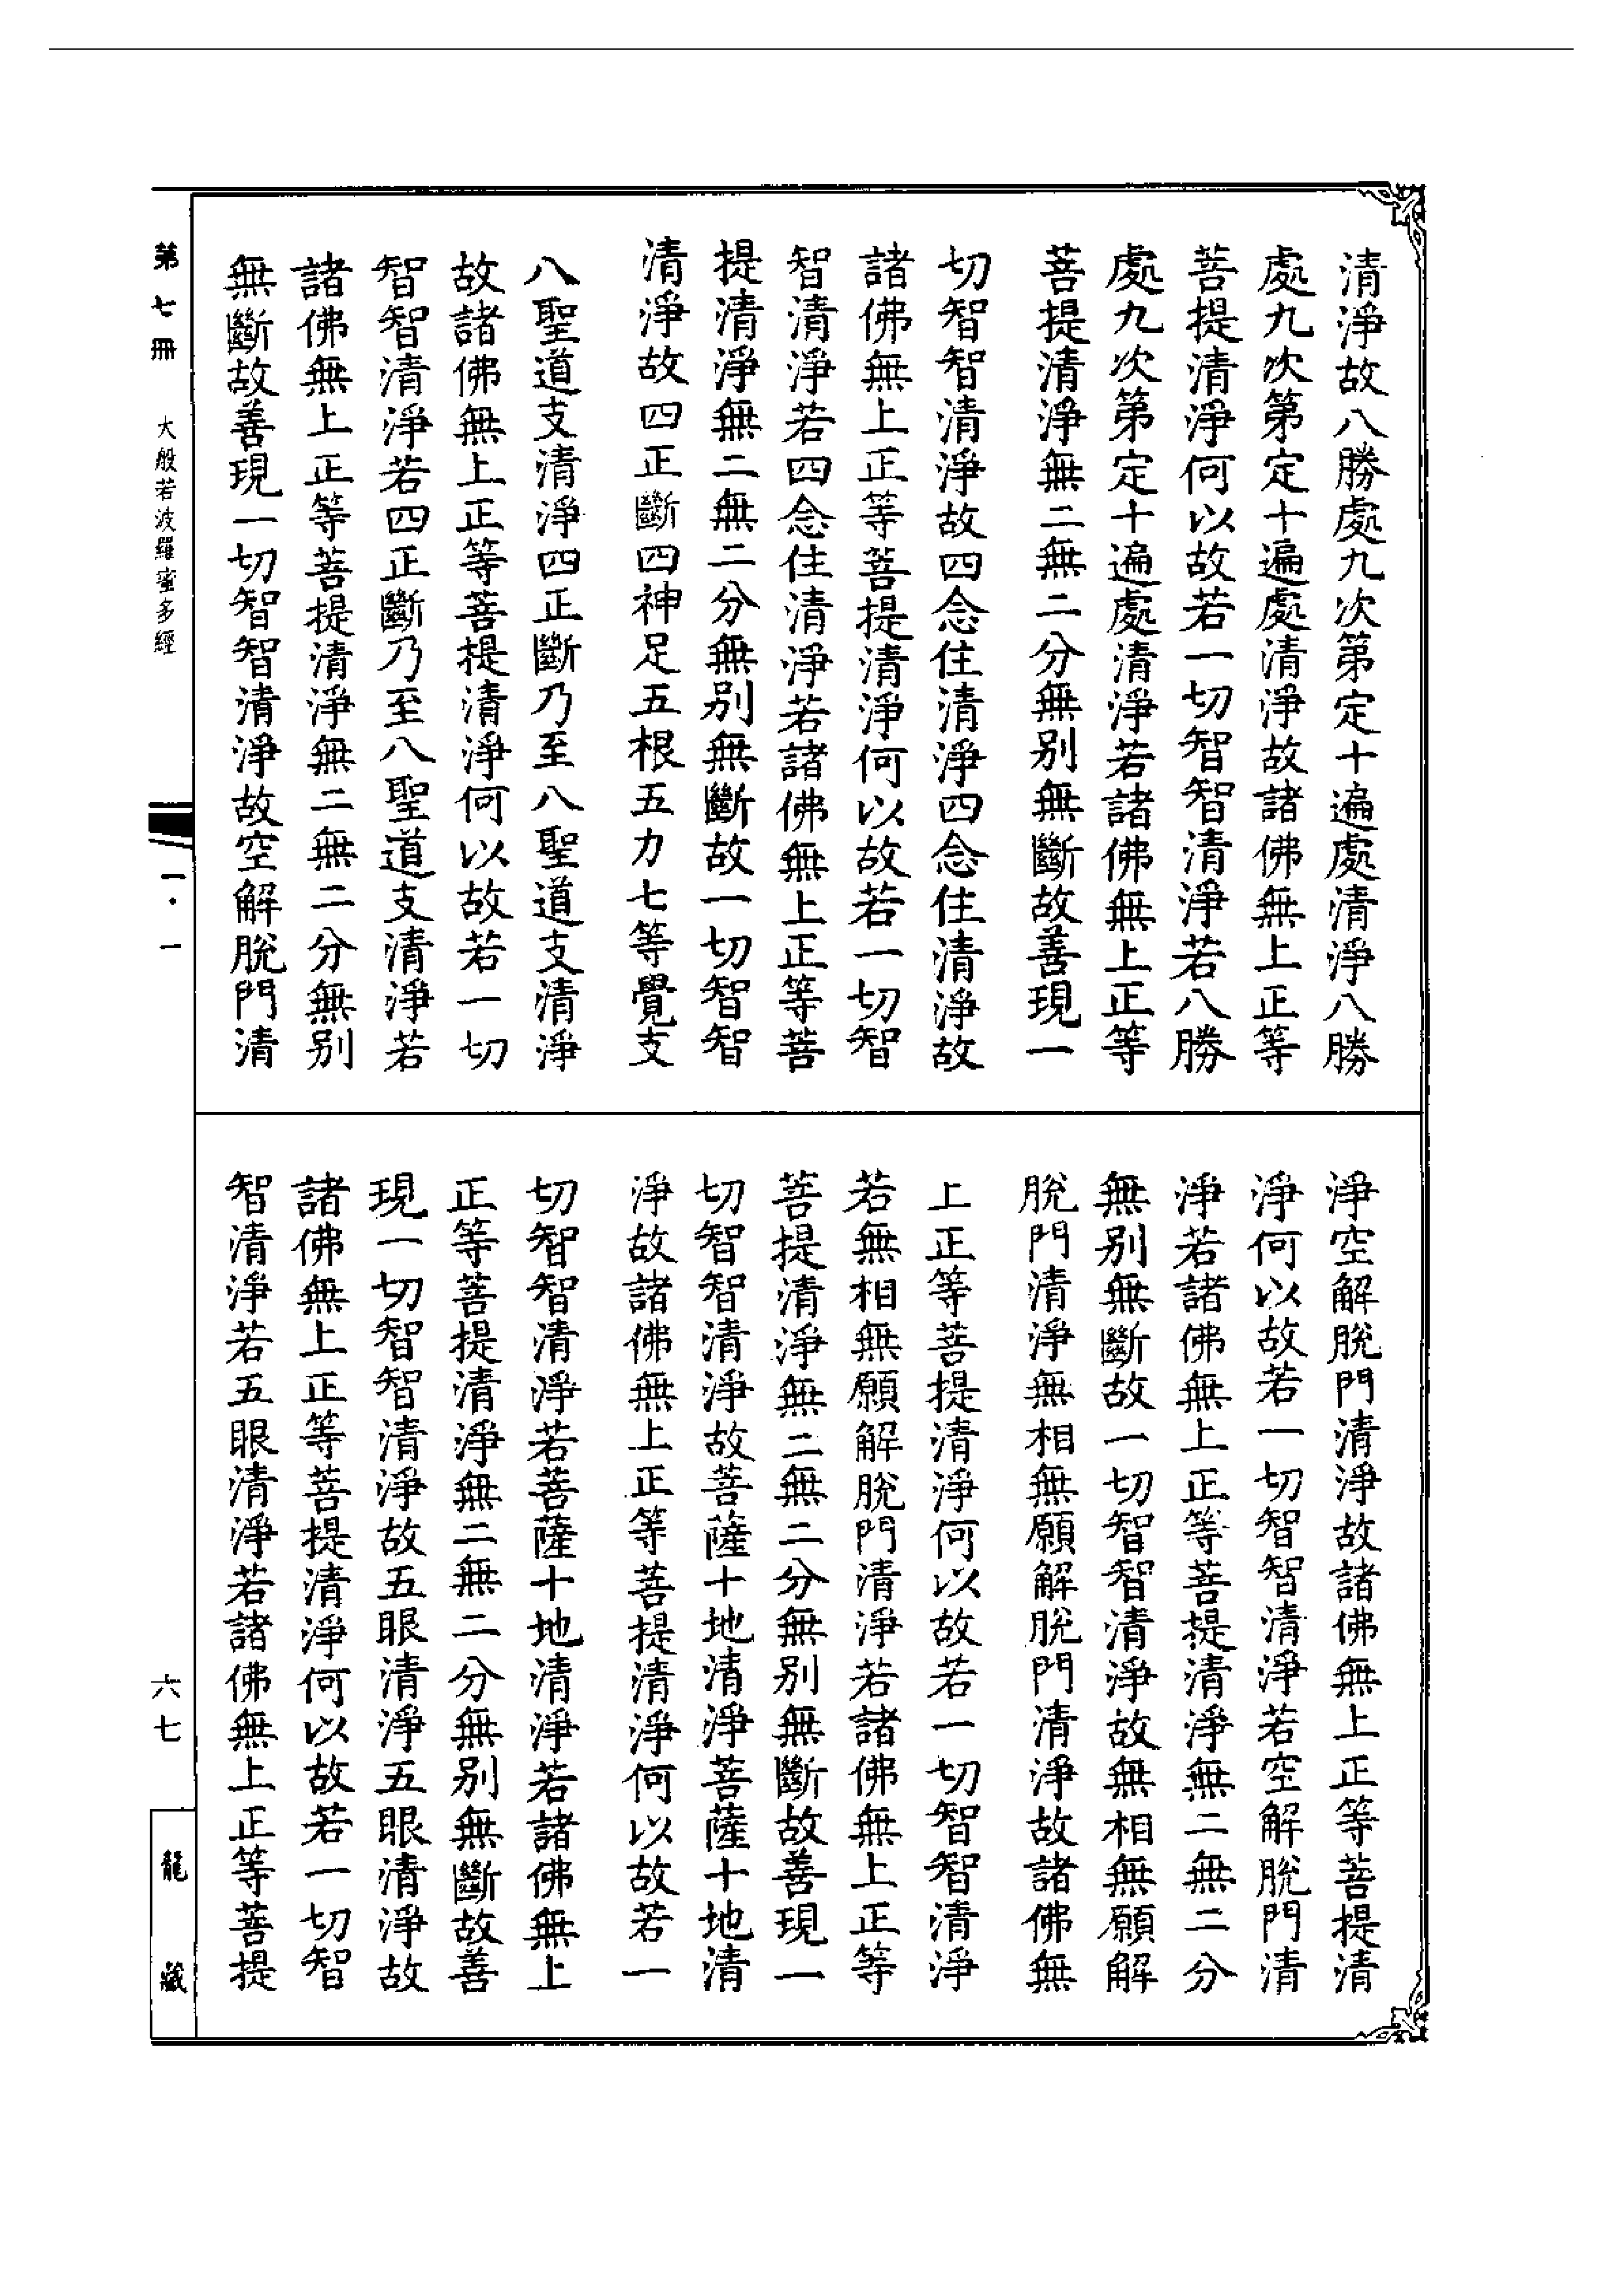 清淨故八勝處九次第定十遍處清淨八勝
處九次第定十遍處清淨故諸佛無上正等
菩提清淨何以故若一切智智清淨若八勝
處九次第定十遍處清淨若諸佛無上正等
菩提清淨無二無二分無别無斷故善現一
切智智清淨故四念住清淨四念住清淨故
諸佛無上正等菩提清淨何以故若一切智
智清淨若四念住清淨若諸佛無上正等菩
提清淨無二無二分無别無斷故一切智智
清淨故四正斷四神足五根五力七等覺支
八聖道支清淨四正斷乃至八聖道支清淨
故諸佛無上正等菩提清淨何以故若一切
智智清淨若四正斷乃至八聖道支清淨若
諸佛無上正等菩提清淨無二無二分無别
無斷故善現一切智智清淨故空解脫門清
淨空解脫門清淨故諸佛無上正等菩提清
淨何以故若一切智智清淨若空解脫門清
淨若諸佛無上正等菩提清淨無二無二分
無别無斷故一切智智清淨故無相無願解
脫門清淨無相無願解脫門清淨故諸佛無
上正等菩提清淨何以故若一切智智清淨
若無相無願解脫門清淨若諸佛無上正等
菩提清淨無二無二分無别無斷故善現一
切智智清淨故菩薩十地清淨菩薩十地清
淨故諸佛無上正等菩提清淨何以故若一
切智智清淨若菩薩十地清淨若諸佛無上
正等菩提清淨無二無二分無别無斷故善
現一切智智清淨故五眼清淨五眼清淨故
諸佛無上正等菩提清淨何以故若一切智
智清淨若五眼清淨若諸佛無上正等菩提
第七冊 大般若波羅蜜多經 一·一 六七 龍藏